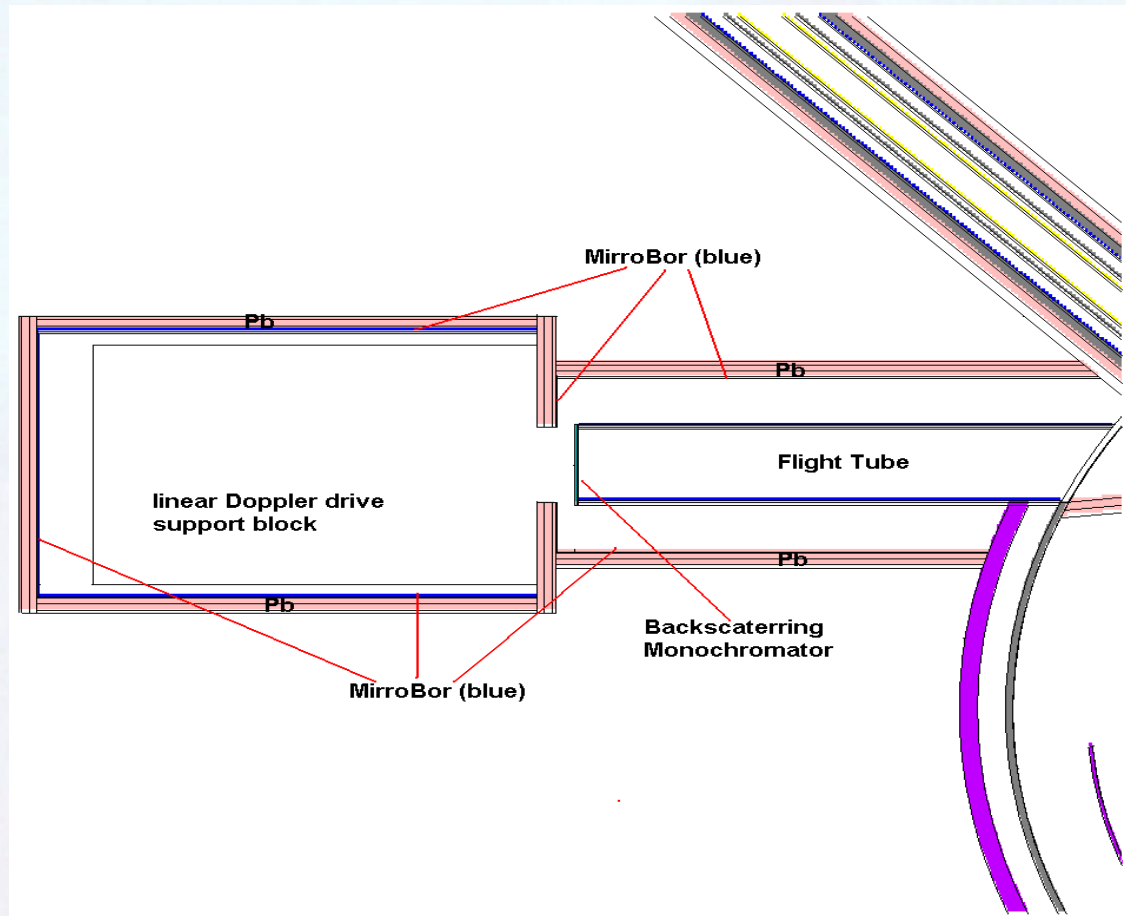 MirroBor (blue)
Pb
Pb
Flight Tube
linear Doppler drive
support block
Pb
Pb
Backscaterring
Monochromator
MirroBor (blue)